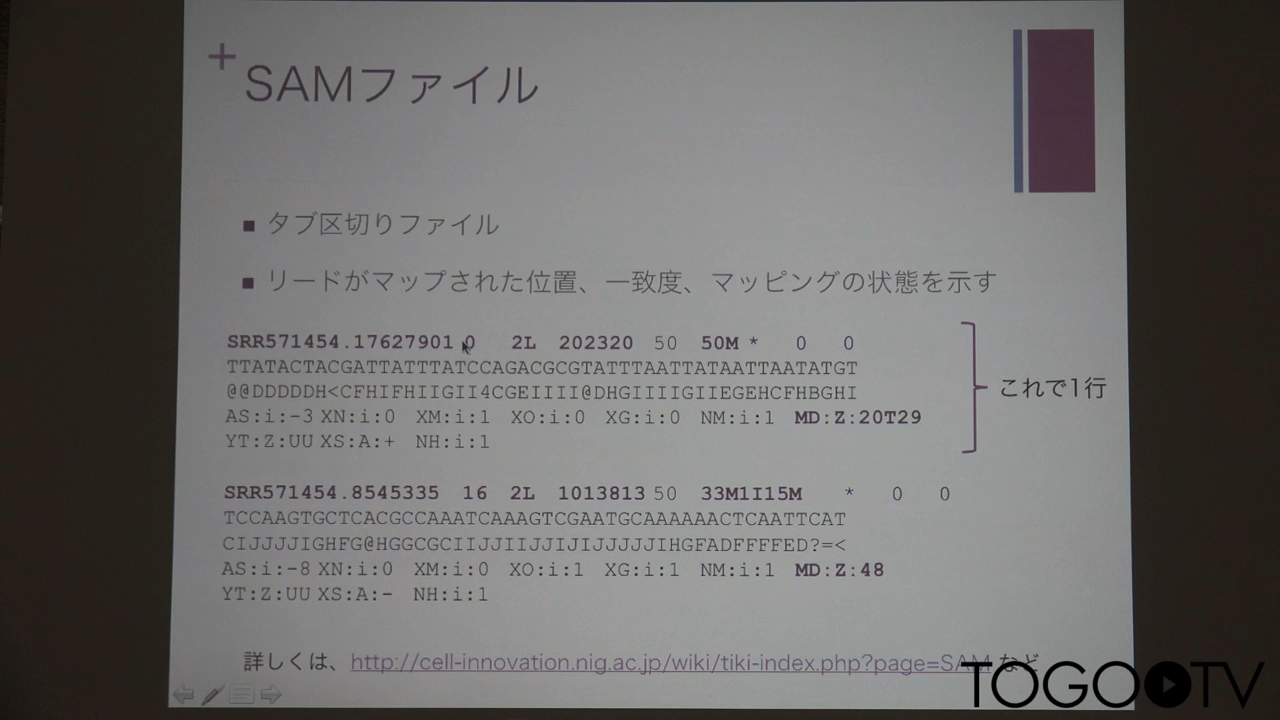 +
SAMファイル
■ タブ区切りファイル
■ リードがマップされた位置、一致度、マッピングの状態を示す
SRR571454.17627901 0 2L 202320 50 50M * 0 0
TTATACTACGATTATTTATCCAGACGCGTATTTAATTATAATTAATATGT
@@DDDDDH<CFHIFHIIGII4CGEIIII@DHGIIIIGIIEGEHCFHBGHI
AS:i:-3 XN:i:0 XM:i:1 XO:i:0 XG:i:0 NM:i:1 MD:Z:20T29
YT:Z:UU XS:A:+ NH:i:1
これで1行
SRR571454.8545335 16 2L 1013813 50 33M1I15M * 0 0
TCCAAGTGCTCACGCCAAATCAAAGTCGAATGCAAAAAACTCAATTCAT
CIJJJJIGHFG@HGGCGCIIJJIIJJIJIJJJJJIHGFADFFFFED?=<
AS:i:-8 XN:i:0 XM:i:0 XO:i:1 XG:i:1 NM:i:1 MD:Z:48
YT:Z:UU XS:A:- NH:i:1
詳しくは、http://cell-innovation.nig.ac.jp/wiki/tiki-index.php?page=SAM など
TOGO TV